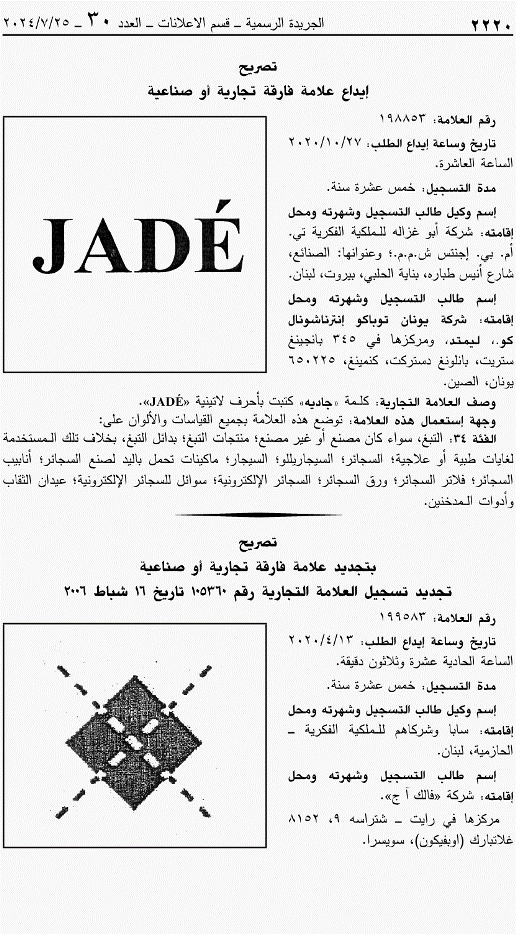 ٢٢٢٠
الجريدة الرسمية ـ قسم الاعلانات ـ العدد ٣٠ ـ ٢٠٢٤/٧/٢٥
تصريح
إيداع علامة فارقة تجارية أو صناعية
رقم العلامة: ١٩٨٨٥٣
تاريخ وساعة إيداع الطلب: ٢٠٢٠/١٠/٢٧
الساعة العاشرة.
مدة التسجيل: خمس عشرة سنة.
إسم وكيل طالب التسجيل وشهرته ومحل
إقامته: شركة أبو غزاله للملكية الفكرية تي.
أم. بي. إجنتس ش.م.م.؛ وعنوانها: الصنائع،
شارع أنيس طباره، بناية الحلبي، بيروت، لبنان.
إسم طالب التسجيل وشهرته ومحل
إقامته: شركة يونان توباكو إنترناشونال
كو.، ليمتد، ومركزها في ٣٤٥ بانجينغ
ستريت، بانلونغ دستركت، كنمينغ، ٦٥٠٢٢٥
يونان، الصين.
JADÉ
وصف العلامة التجارية: كلمة «جاديه» كتبت بأحرف لاتينية «JADÉ».
وجهة إستعمال هذه العلامة: توضع هذه العلامة بجميع القياسات والألوان على:
الفئة ٣٤: التبغ، سواء كان مصنع أو غير مصنع؛ منتجات التبغ؛ بدائل التبغ، بخلاف تلك المستخدمة
لغايات طبية أو علاجية؛ السجائر؛ السيجاريللو؛ السيجار؛ ماكينات تحمل باليد لصنع السجائر؛ أنابيب
السجائر؛ فلاتر السجائر؛ ورق السجائر؛ السجائر الإلكترونية؛ سوائل للسجائر الإلكترونية؛ عيدان الثقاب
وأدوات المدخنين.
تصريح
بتجديد علامة فارقة تجارية أو صناعية
تجديد تسجيل العلامة التجارية رقم ١٠٥٣٦٠ تاريخ ١٦ شباط ٢٠٠٦
رقم العلامة: ١٩٩٥٨٣
تاريخ وساعة إيداع الطلب: ٢٠٢٠/٤/١٣
الساعة الحادية عشرة وثلاثون دقيقة.
مدة التسجيل: خمس عشرة سنة.
إسم وكيل طالب التسجيل وشهرته ومحل
إقامته: سابا وشركاهم للملكية الفكرية ـ
الحازمية، لبنان.
إسم طالب التسجيل وشهرته ومحل
إقامته: شركة «فالك آ ج».
مركزها في رايت ـ شتراسه ٩، ٨١٥٢
غلاتبارك (اوبفيكون)، سويسرا.